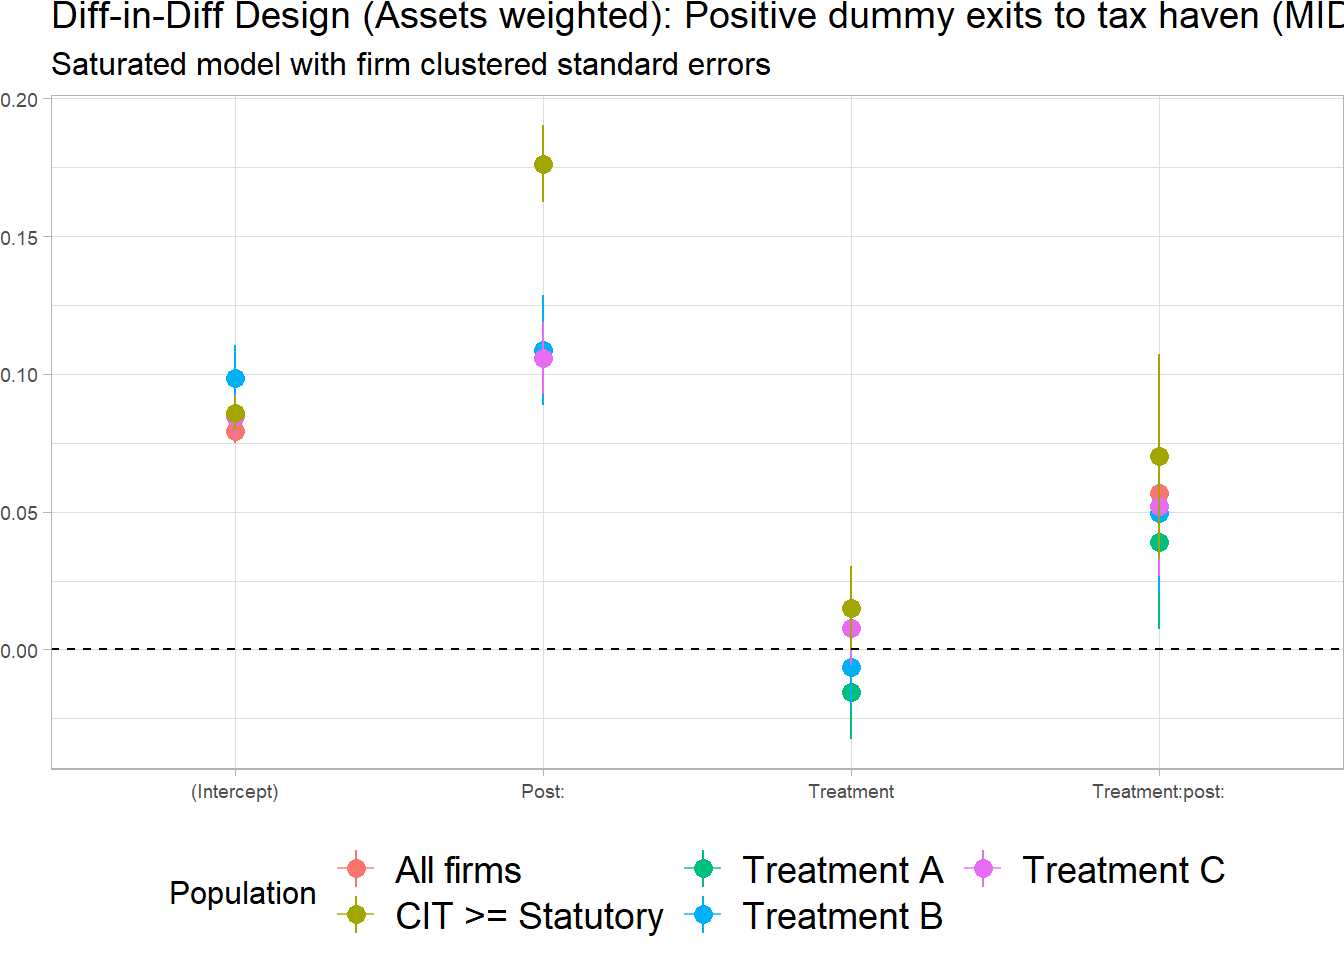 Diff-in-Diff Design (Assets weighted): Positive dummy exits to tax haven (MID
Saturated model with firm clustered standard errors
0.20
0.15
0.10
0.05
0.00
(Intercept) Post: Treatment Treatment:post:
Population
All firms Treatment A Treatment C
CIT >= Statutory Treatment B